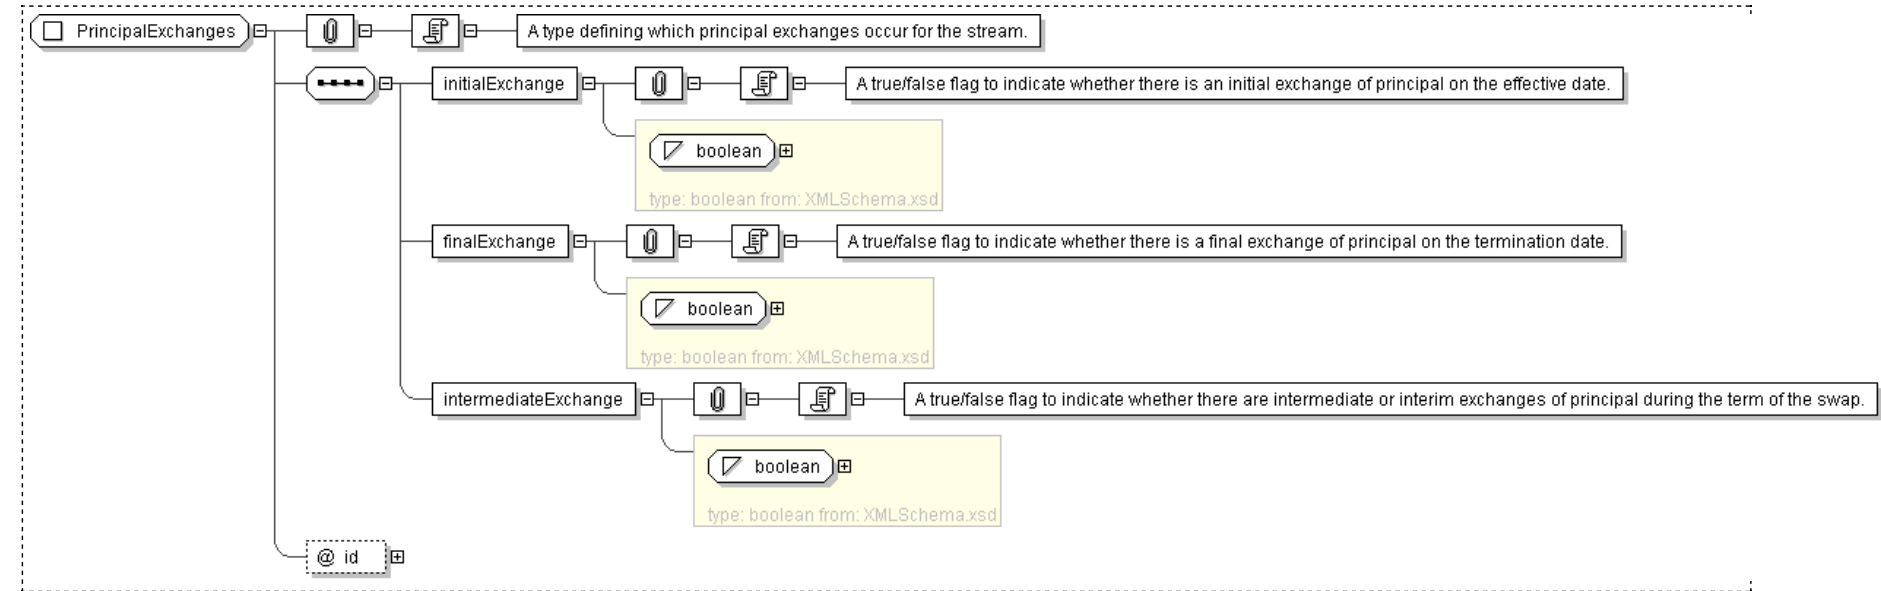 PrincipalExchanges
A type defining which principal exchanges occur for the stream.
initialExchange
A true/false flag to indicate whether there is an initial exchange of principal on the effective date.
boolean
type: boolean from: XMLSchema.xsd
finalExchange
A true/false flag to indicate whether there is a final exchange of principal on the termination date.
boolean
type: boolean from: XMLSchema.xsd
intermediateExchange
A true/false flag to indicate whether there are intermediate or interim exchanges of principal during the term of the swap.
boolean
type: boolean from: XMLSchema.xsd
@ id